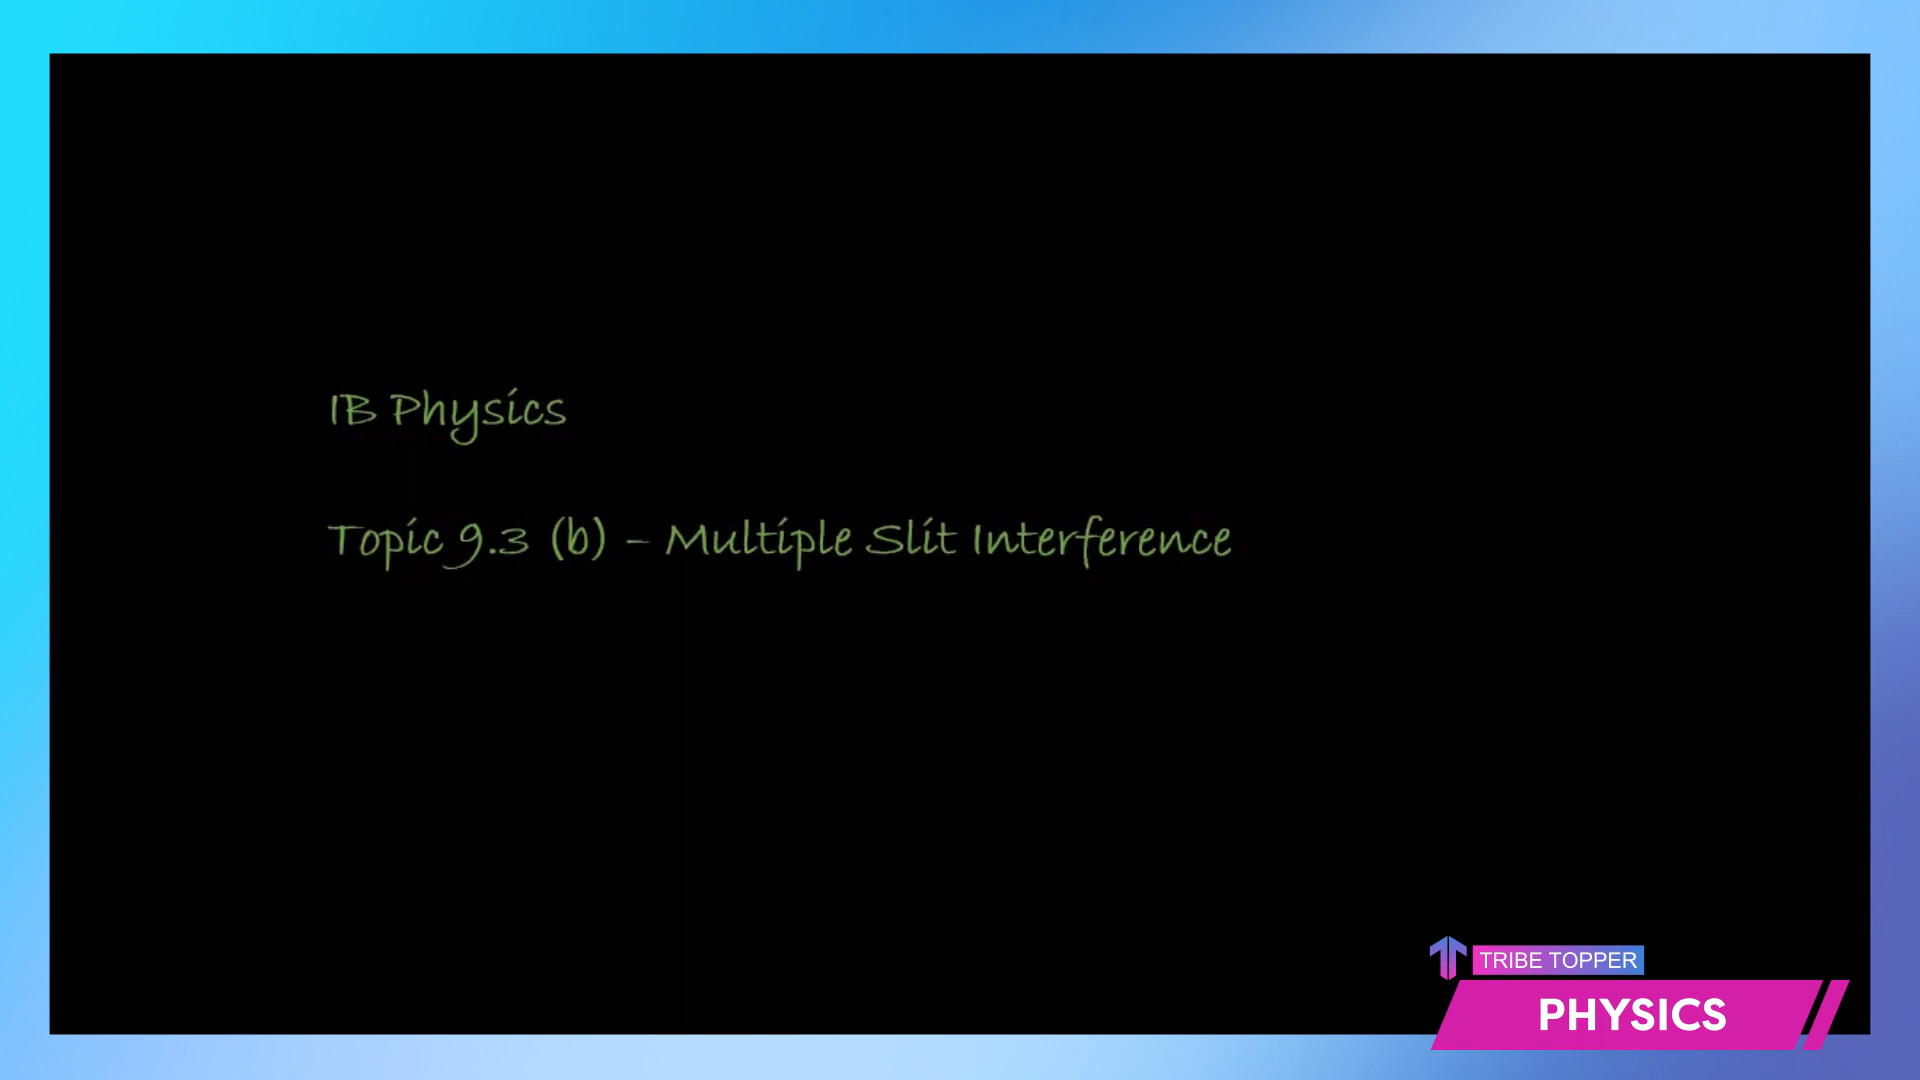 IB Physics
Topic 9.3 (b) – Multiple Slit Interference
TRIBE TOPPER
PHYSICS